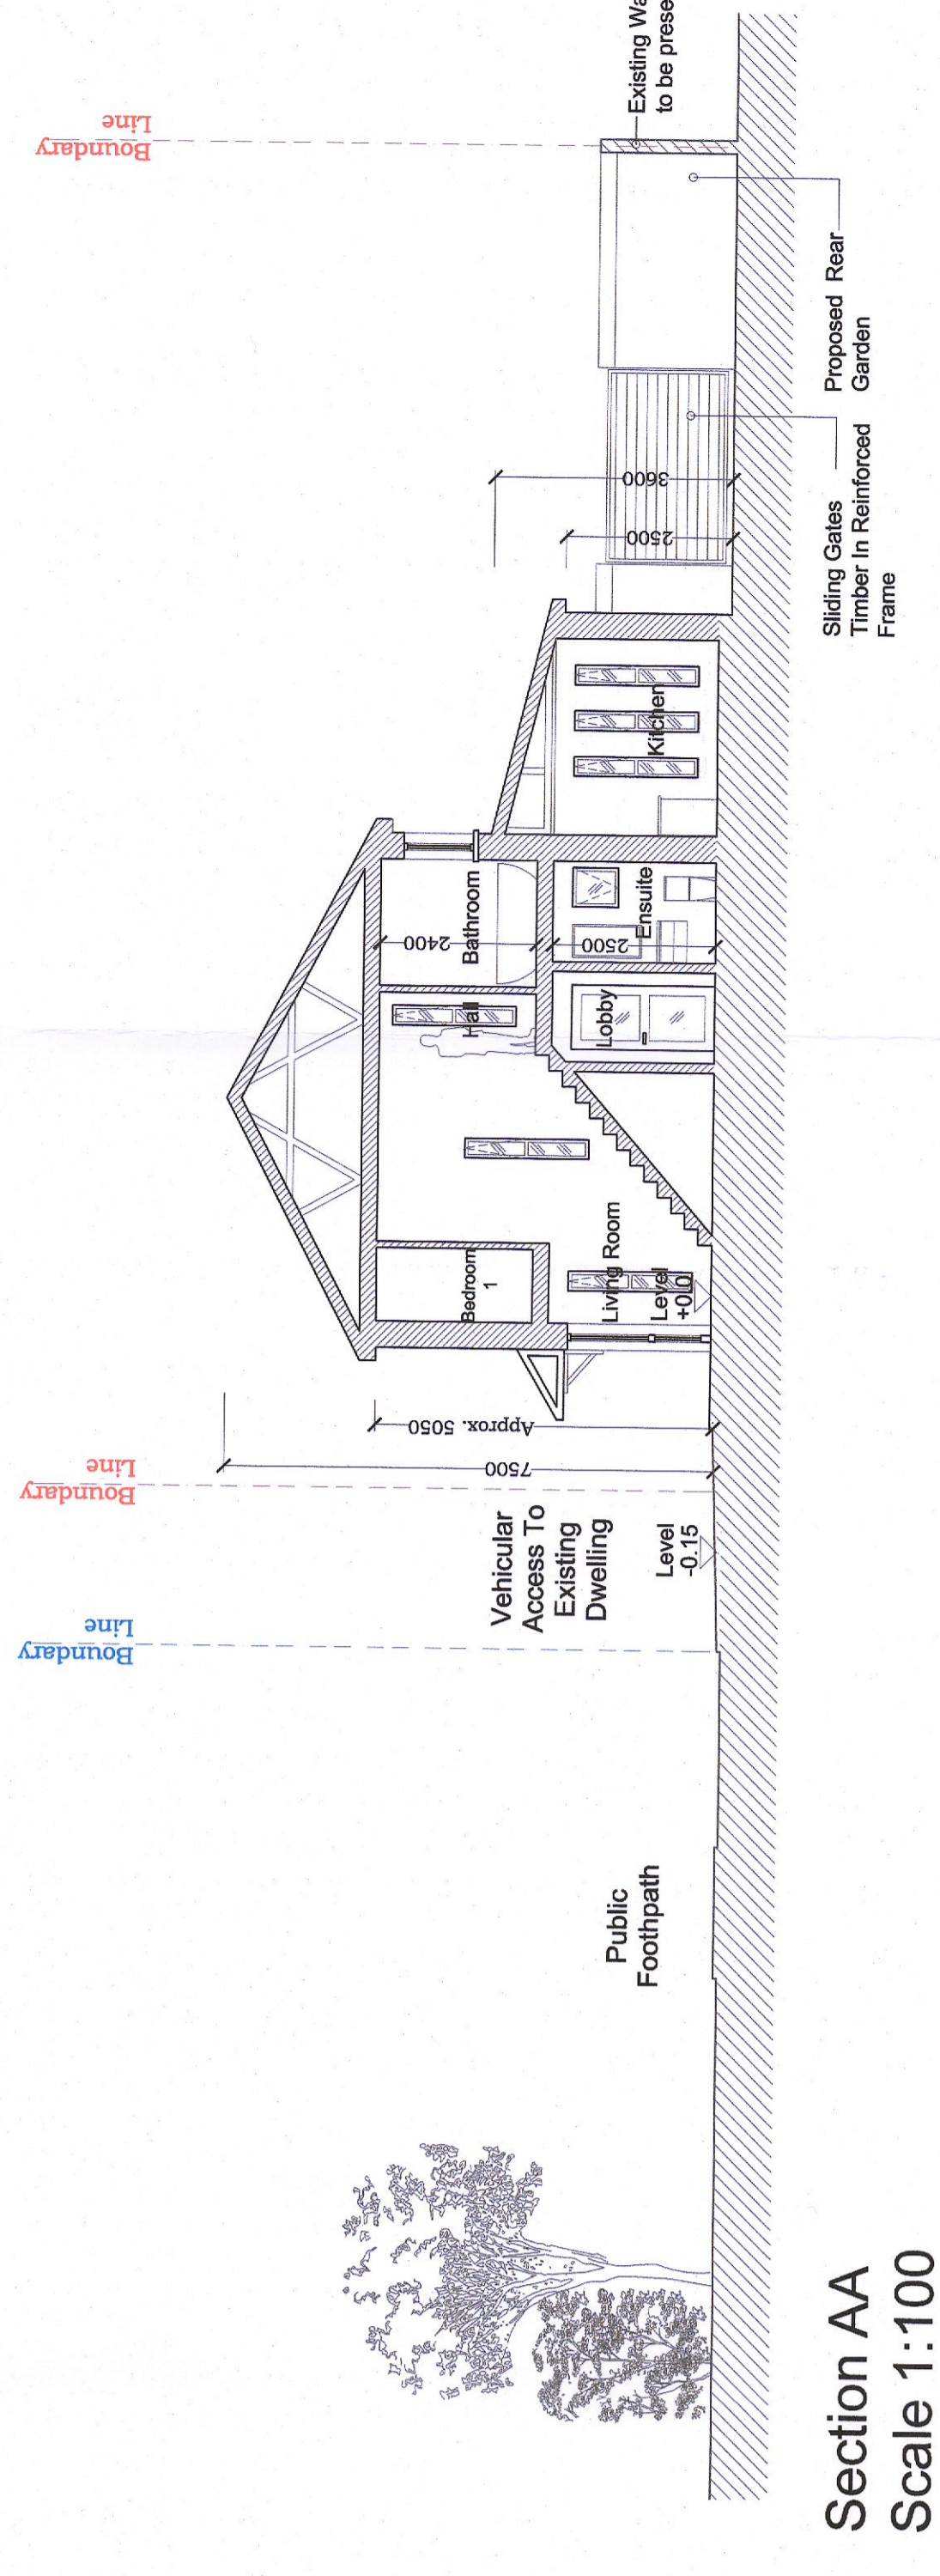 Boundary
Line
Boundary
Line
Boundary
Line
Vehicular
Access To
Existing
Dwelling
Level
-0.15
Public
Footpath
7500
Approx. 5050
Bedroom
1
Living Room
Level
+0.0
Hall
Bathroom
2400
Lobby
Ensuite
2500
Kitchen
2500
3600
Existing
to be
Sliding Gates
Timber In Reinforced
Frame
Proposed Rear
Garden
Section AA
Scale 1:100